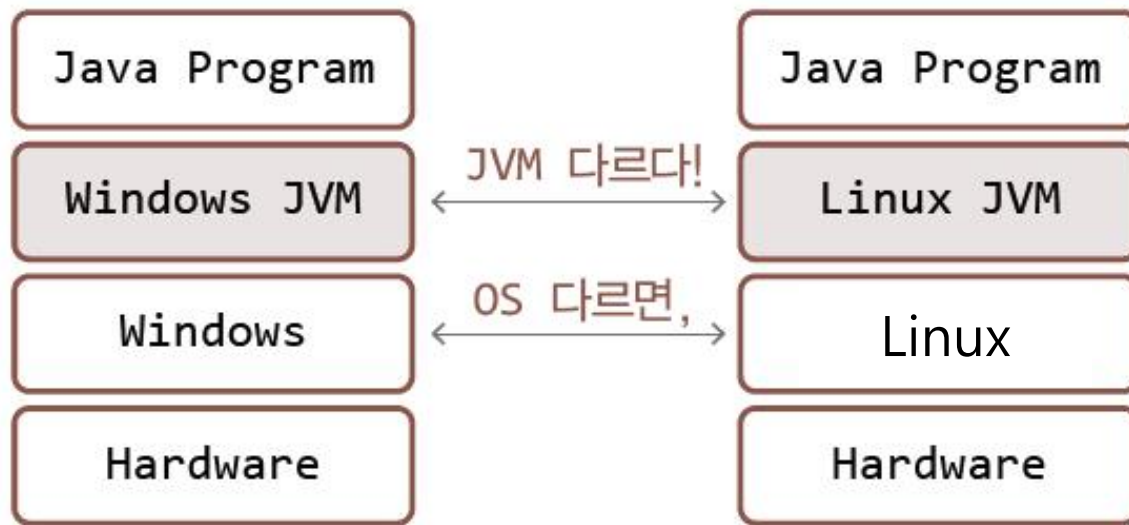 Java Program
Java Program
JVM 다르다!
Windows JVM
Linux JVM
OS 다르면,
Windows
Linux
Hardware
Hardware